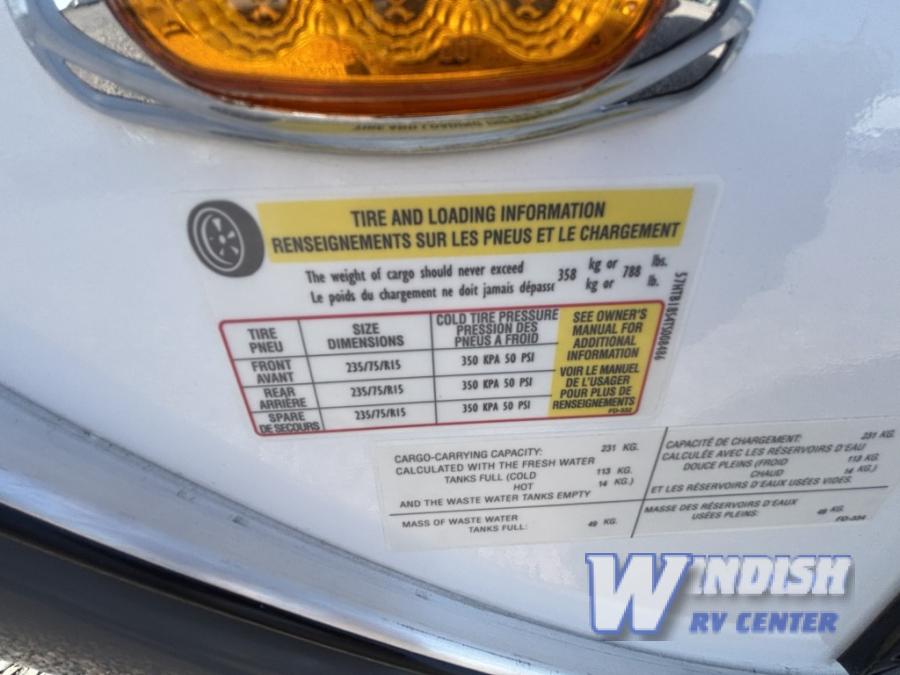 TIRE AND LOADING INFORMATION
RENSEIGNEMENTS SUR LES PNEUS ET LE CHARGEMENT
The weight of cargo should never exceed 358 kg or 788 lbs.
Le poids du chargement ne doit jamais dépasse kg or lb.
TIRE
PNEU
SIZE
DIMENSIONS
COLD TIRE PRESSURE
PRESSION DES
PNEUS A FROID
FRONT
AVANT
235/75/R15
350 KPA 50 PSI
REAR
ARRIÈRE
235/75/R15
350 KPA 50 PSI
SPARE
DE SECOURS
235/75/R15
350 KPA 50 PSI
SEE OWNER'S
MANUAL FOR
ADDITIONAL
INFORMATION
VOIR LE MANUEL
DE L'USAGER
POUR PLUS DE
RENSEIGNEMENTS
FD-332
CARGO-CARRYING CAPACITY: 231 KG.
CALCULATED WITH THE FRESH WATER
TANKS FULL (COLD 113 KG.
HOT 14 KG.)
AND THE WASTE WATER TANKS EMPTY
MASS OF WASTE WATER
TANKS FULL: 49 KG.
CAPACITÉ DE CHARGEMENT: 231 KG.
CALCULÉE AVEC LES RÉSERVOIRS D'EAU
DOUCE PLEINS (FROID 113 KG.
CHAUD 14 KG.)
ET LES RÉSERVOIRS D'EAUX USÉES VIDES.
MASSE DES RÉSERVOIRS D'EAUX
USÉES PLEINS: 49 KG.
FD-334
WINDISH
RV CENTER